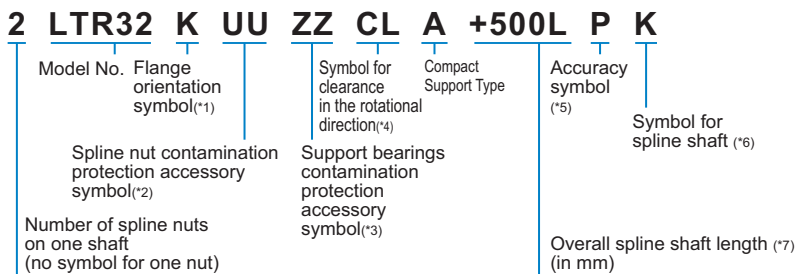 2 LTR32 K UU ZZ CL A +500L P K
Model No.
Flange
orientation
symbol(*1)
Symbol for
clearance
in the rotational
direction(*4)
Compact
Support Type
Accuracy
symbol
(*5)
Symbol for
spline shaft (*6)
Spline nut contamination
protection accessory
symbol(*2)
Support bearings
contamination
protection
accessory
symbol(*3)
Number of spline nuts
on one shaft
(no symbol for one nut)
Overall spline shaft length (*7)
(in mm)